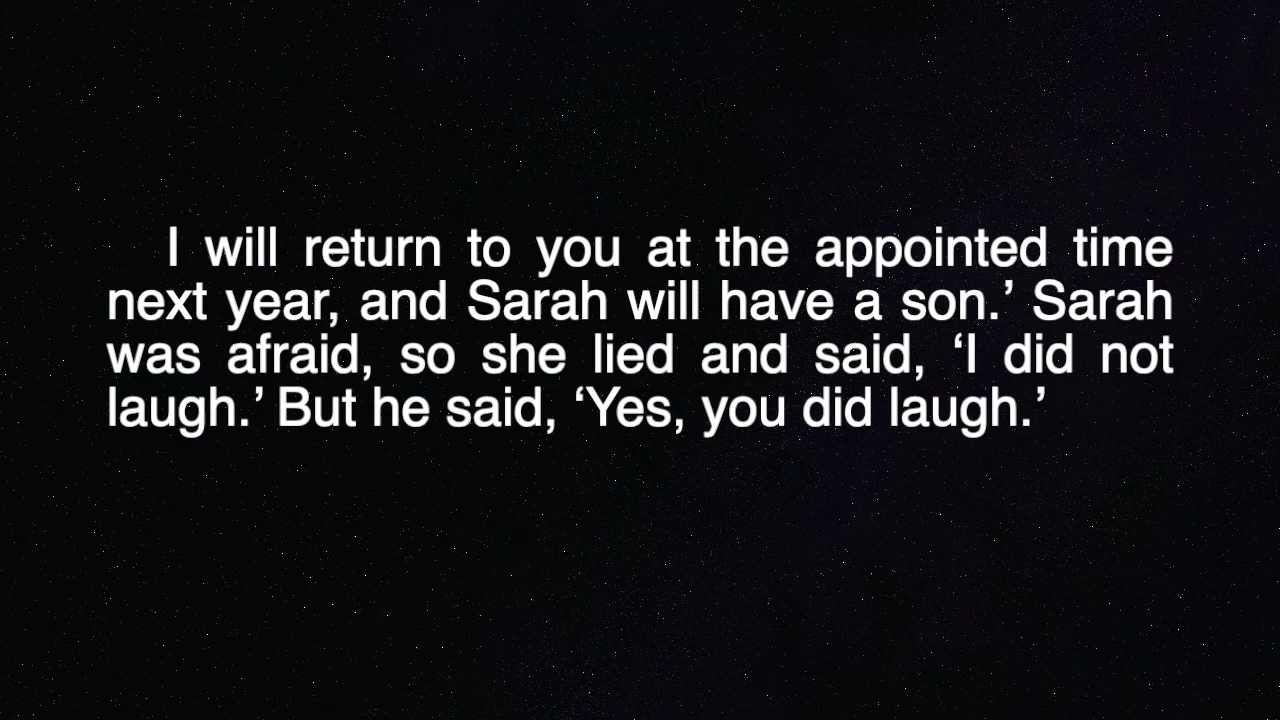 I will return to you at the appointed time
next year, and Sarah will have a son.’ Sarah
was afraid, so she lied and said, ‘I did not
laugh.’ But he said, ‘Yes, you did laugh.’